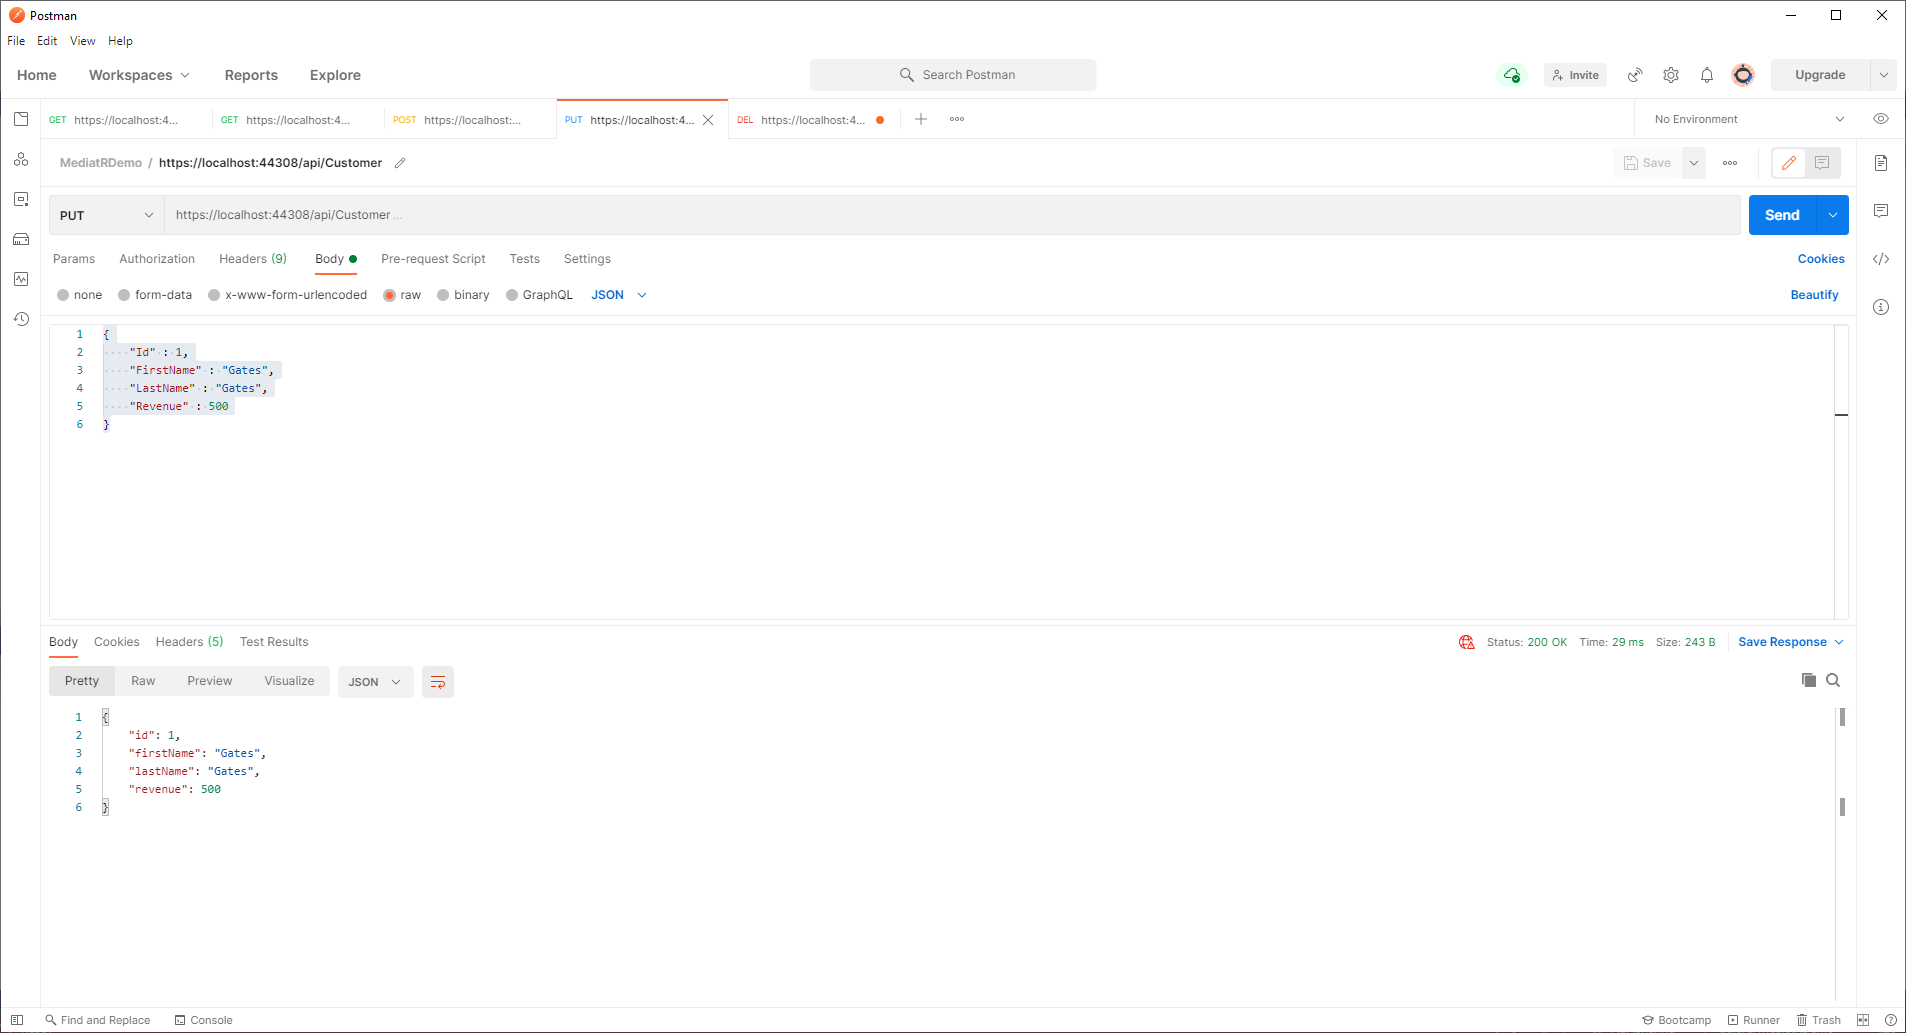 Postman
File Edit View Help
Home Workspaces Reports Explore Search Postman Invite Upgrade
GET https://localhost:4... GET https://localhost:4... POST https://localhost:... PUT https://localhost:4... DEL https://localhost:4... No Environment
MediatRDemo / https://localhost:44308/api/Customer Save
PUT https://localhost:44308/api/Customer ... Send
Params Authorization Headers (9) Body Pre-request Script Tests Settings Cookies
none form-data x-www-form-urlencoded raw binary GraphQL JSON Beautify
1 {
2 ····"Id"·:·1,
3 ····"FirstName"·:·"Gates",
4 ····"LastName"·:·"Gates",
5 ····"Revenue"·:·500
6 }
Body Cookies Headers (5) Test Results Status: 200 OK Time: 29 ms Size: 243 B Save Response
Pretty Raw Preview Visualize JSON
1 {
2 "id": 1,
3 "firstName": "Gates",
4 "lastName": "Gates",
5 "revenue": 500
6 }
Find and Replace Console Bootcamp Runner Trash